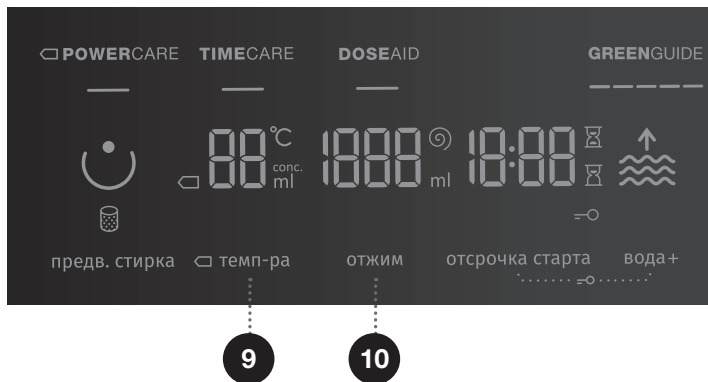 POWERCARE TIMECARE DOSEAID GREENGUIDE
88 °C 1888 18:88
conc.
ml ml
предв. стирка темп-ра отжим отсрочка старта вода+
9 10